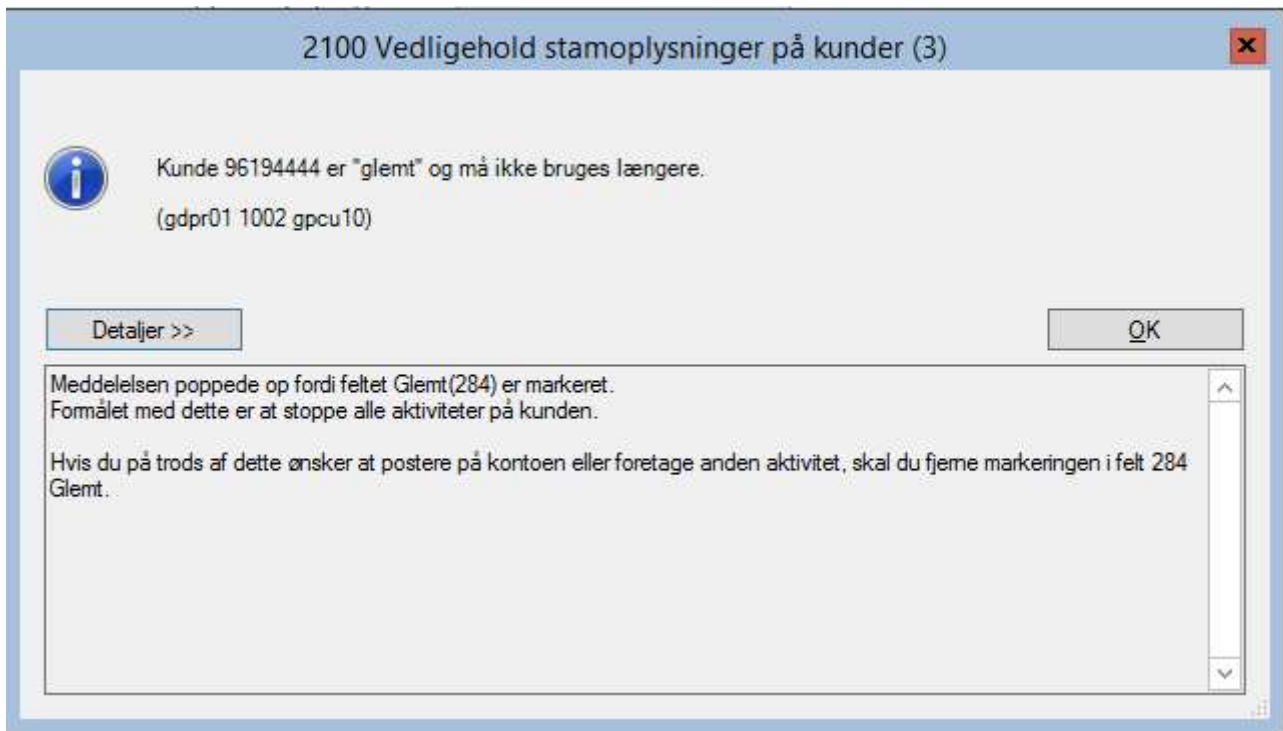 2100 Vedligehold stamoplysninger på kunder (3)
Kunde 96194444 er "glemt" og må ikke bruges længere.
(gdpr01 1002 gpcu10)
Detaljer >>
OK
Meddelelsen poppede op fordi feltet Glemt(284) er markeret.
Formålet med dette er at stoppe alle aktiviteter på kunden.
Hvis du på trods af dette ønsker at postere på kontoen eller foretage anden aktivitet, skal du fjerne markeringen i felt 284
Glemt.